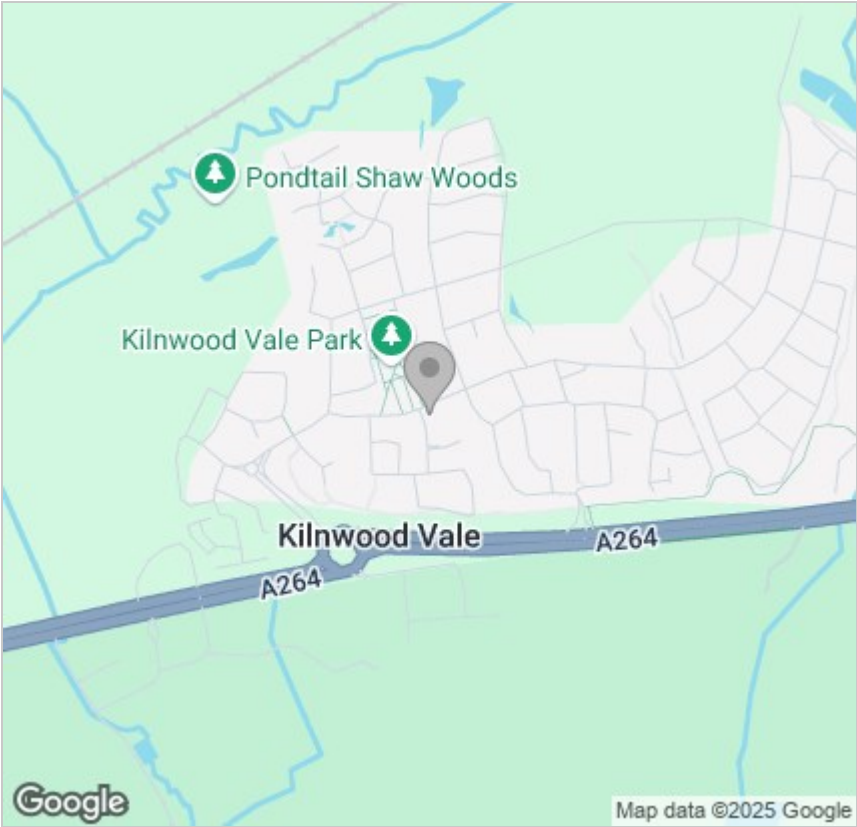 Pondtail Shaw Woods
Kilnwood Vale Park
Kilnwood Vale
A264
A264
Google
Map data ©2025 Google